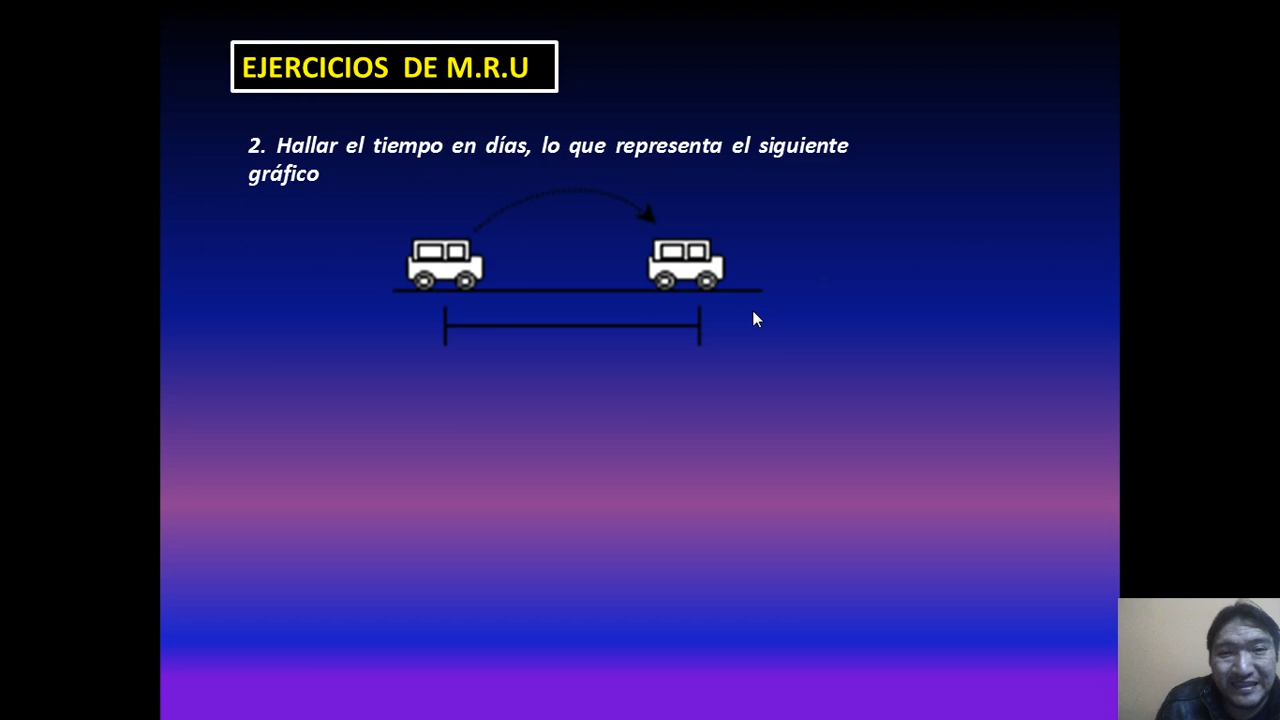 EJERCICIOS DE M.R.U
2. Hallar el tiempo en días, lo que representa el siguiente
gráfico